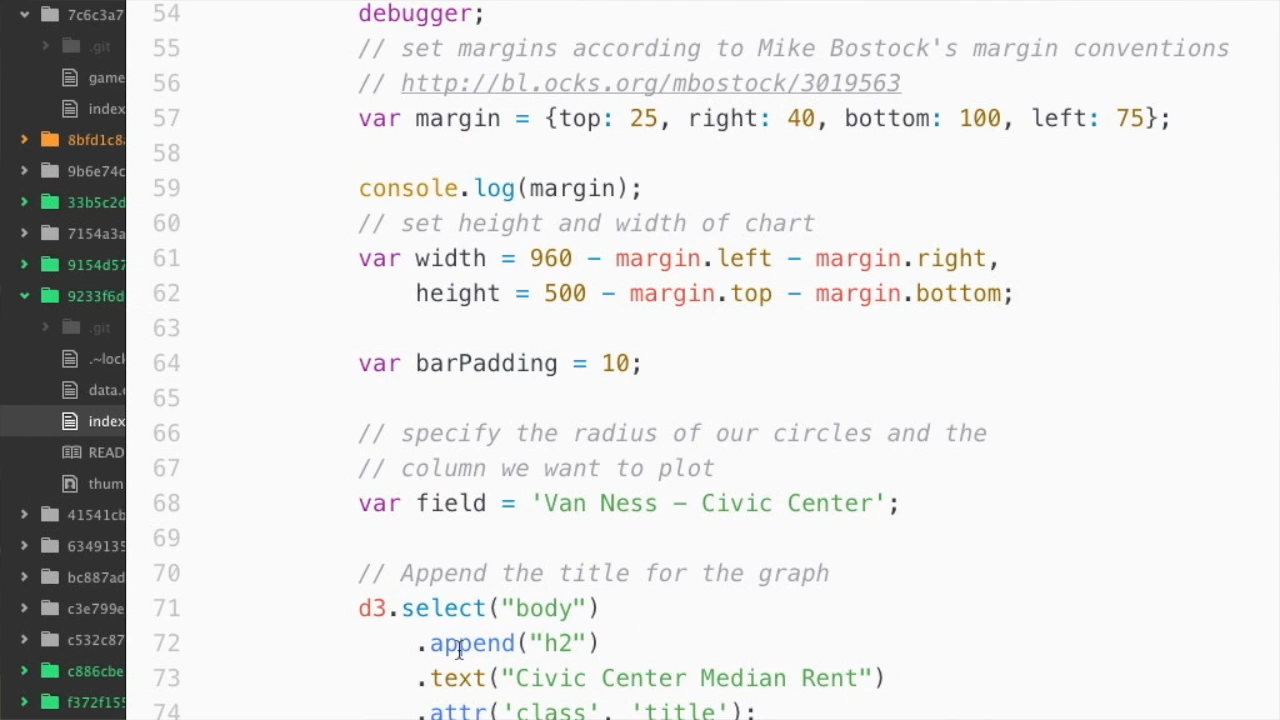 7c6c3a7
.git
game
index
8bfd1c8
9b6e74c
33b5c2d
7154a3a
9154d57
9233f6d
.git
.~lock
data.
index
READ
thum
41541cb
6349135
bc887ad
c3e799e
c532c87
c886cbe
f372f155
54 debugger;
55 // set margins according to Mike Bostock's margin conventions
56 // http://bl.ocks.org/mbostock/3019563
57 var margin = {top: 25, right: 40, bottom: 100, left: 75};
58
59 console.log(margin);
60 // set height and width of chart
61 var width = 960 - margin.left - margin.right,
62 height = 500 - margin.top - margin.bottom;
63
64 var barPadding = 10;
65
66 // specify the radius of our circles and the
67 // column we want to plot
68 var field = 'Van Ness - Civic Center';
69
70 // Append the title for the graph
71 d3.select("body")
72 .append("h2")
73 .text("Civic Center Median Rent")
74 .attr('class', 'title');